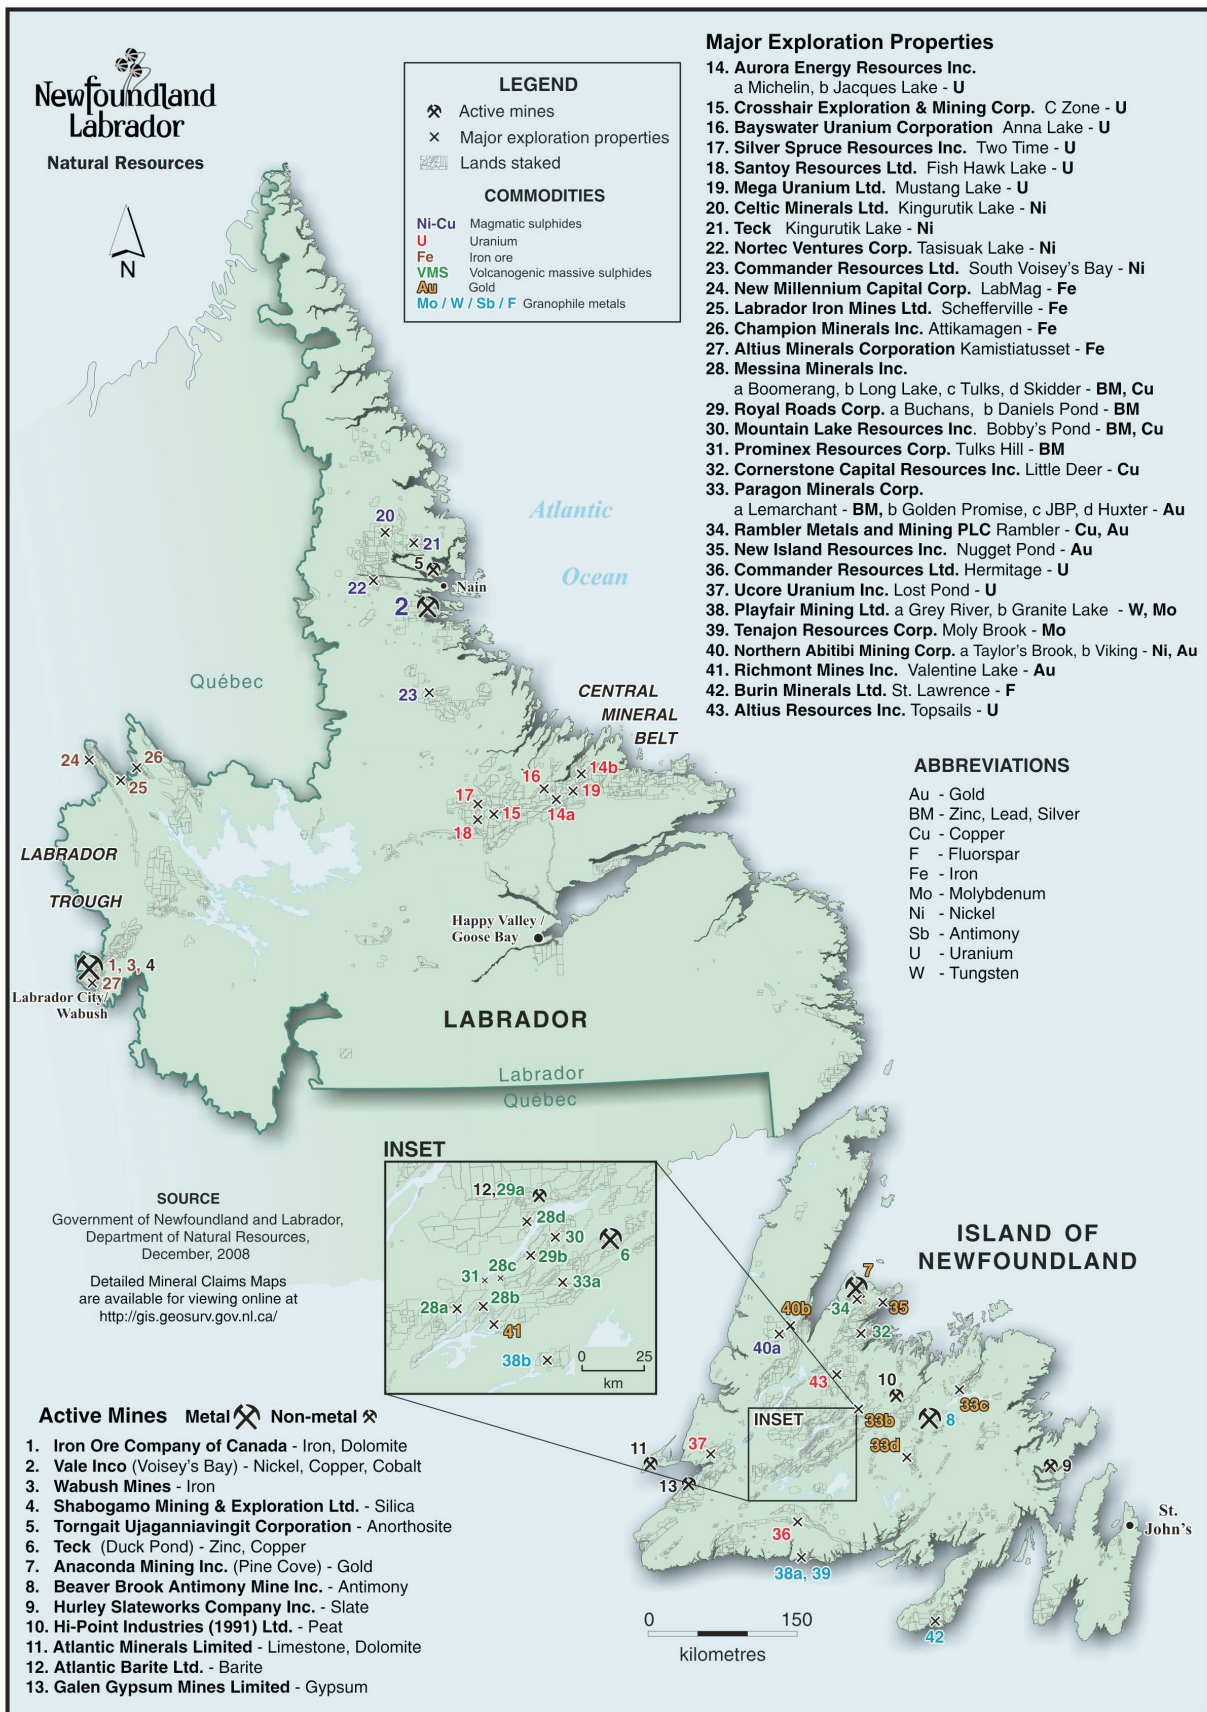 Newfoundland
Labrador
Natural Resources
N
LEGEND
Active mines
Major exploration properties
Lands staked
COMMODITIES
Ni-Cu Magmatic sulphides
U Uranium
Fe Iron ore
VMS Volcanogenic massive sulphides
Au Gold
Mo / W / Sb / F Granophile metals
Major Exploration Properties
14. Aurora Energy Resources Inc.
a Michelin, b Jacques Lake - U
15. Crosshair Exploration & Mining Corp. C Zone - U
16. Bayswater Uranium Corporation Anna Lake - U
17. Silver Spruce Resources Inc. Two Time - U
18. Santoy Resources Ltd. Fish Hawk Lake - U
19. Mega Uranium Ltd. Mustang Lake - U
20. Celtic Minerals Ltd. Kingurutik Lake - Ni
21. Teck Kingurutik Lake - Ni
22. Nortec Ventures Corp. Tasisuak Lake - Ni
23. Commander Resources Ltd. South Voisey's Bay - Ni
24. New Millennium Capital Corp. LabMag - Fe
25. Labrador Iron Mines Ltd. Schefferville - Fe
26. Champion Minerals Inc. Attikamagen - Fe
27. Altius Minerals Corporation Kamistiatusset - Fe
28. Messina Minerals Inc.
a Boomerang, b Long Lake, c Tulks, d Skidder - BM, Cu
29. Royal Roads Corp. a Buchans, b Daniels Pond - BM
30. Mountain Lake Resources Inc. Bobby's Pond - BM, Cu
31. Prominex Resources Corp. Tulks Hill - BM
32. Cornerstone Capital Resources Inc. Little Deer - Cu
33. Paragon Minerals Corp.
a Lemarchant - BM, b Golden Promise, c JBP, d Huxter - Au
34. Rambler Metals and Mining PLC Rambler - Cu, Au
35. New Island Resources Inc. Nugget Pond - Au
36. Commander Resources Ltd. Hermitage - U
37. Ucore Uranium Inc. Lost Pond - U
38. Playfair Mining Ltd. a Grey River, b Granite Lake - W, Mo
39. Tenajon Resources Corp. Moly Brook - Mo
40. Northern Abitibi Mining Corp. a Taylor's Brook, b Viking - Ni, Au
41. Richmont Mines Inc. Valentine Lake - Au
42. Burin Minerals Ltd. St. Lawrence - F
43. Altius Resources Inc. Topsails - U
ABBREVIATIONS
Au - Gold
BM - Zinc, Lead, Silver
Cu - Copper
F - Fluorspar
Fe - Iron
Mo - Molybdenum
Ni - Nickel
Sb - Antimony
U - Uranium
W - Tungsten
Atlantic
Ocean
20
21
5
22
Nain
2
Québec
23
CENTRAL
MINERAL
BELT
24
26
25
16
14b
17
19
15
14a
18
LABRADOR
TROUGH
Happy Valley /
Goose Bay
1, 3, 4
27
Labrador City/
Wabush
LABRADOR
Labrador
Québec
INSET
12,29a
28d
30
6
29b
28c
31
33a
28a
28b
41
38b
0 25
km
SOURCE
Government of Newfoundland and Labrador,
Department of Natural Resources,
December, 2008
Detailed Mineral Claims Maps
are available for viewing online at
http://gis.geosurv.gov.nl.ca/
ISLAND OF
NEWFOUNDLAND
7
34
35
40b
32
40a
43
10
33c
33b
8
INSET
33d
11
37
13
9
36
St.
John's
38a, 39
42
0 150
kilometres
Active Mines Metal Non-metal
1. Iron Ore Company of Canada - Iron, Dolomite
2. Vale Inco (Voisey's Bay) - Nickel, Copper, Cobalt
3. Wabush Mines - Iron
4. Shabogamo Mining & Exploration Ltd. - Silica
5. Torngait Ujaganniavingit Corporation - Anorthosite
6. Teck (Duck Pond) - Zinc, Copper
7. Anaconda Mining Inc. (Pine Cove) - Gold
8. Beaver Brook Antimony Mine Inc. - Antimony
9. Hurley Slateworks Company Inc. - Slate
10. Hi-Point Industries (1991) Ltd. - Peat
11. Atlantic Minerals Limited - Limestone, Dolomite
12. Atlantic Barite Ltd. - Barite
13. Galen Gypsum Mines Limited - Gypsum